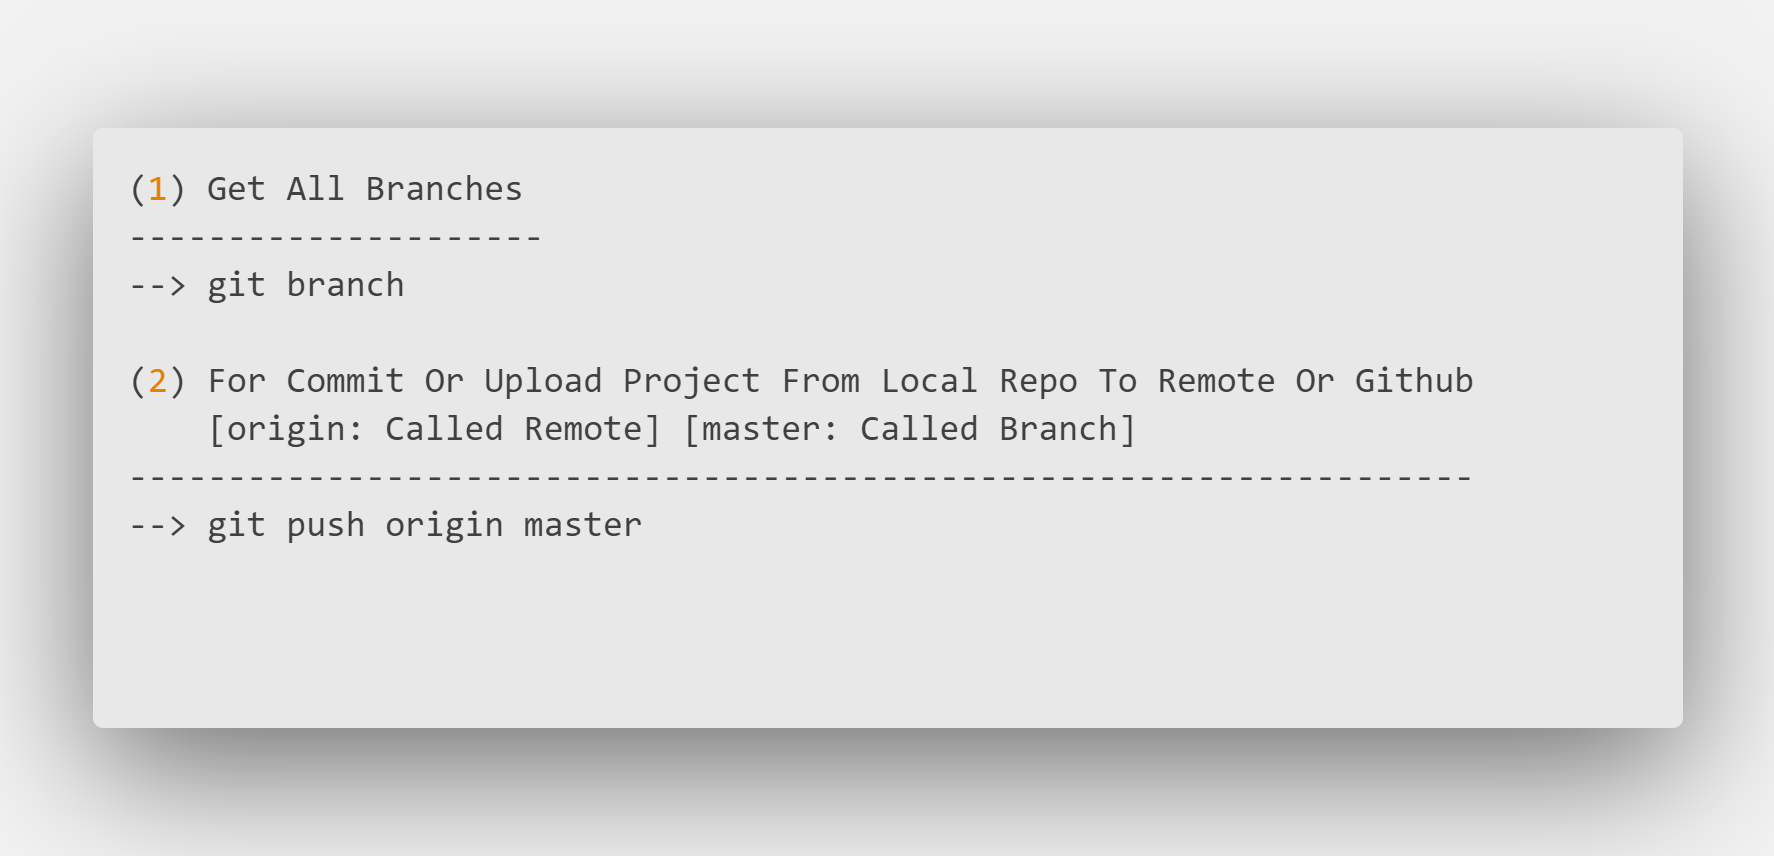 (1) Get All Branches
---------------------
--> git branch
(2) For Commit Or Upload Project From Local Repo To Remote Or Github
[origin: Called Remote] [master: Called Branch]
--------------------------------------------------------------------
--> git push origin master